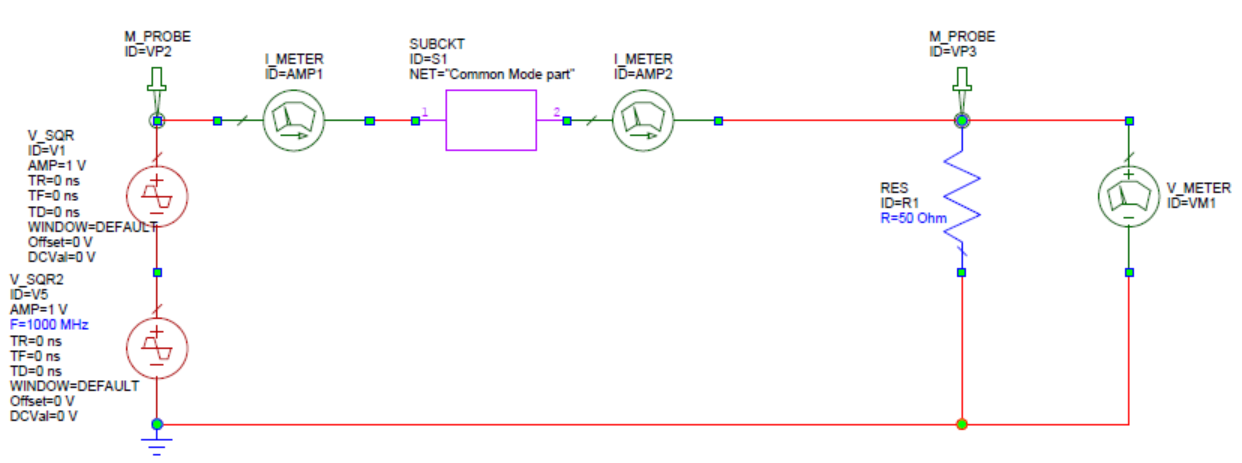 M_PROBE
ID=VP2
I_METER
ID=AMP1
SUBCKT
ID=S1
NET="Common Mode part"
I_METER
ID=AMP2
M_PROBE
ID=VP3
1
2
V_SQR
ID=V1
AMP=1 V
TR=0 ns
TF=0 ns
TD=0 ns
WINDOW=DEFAULT
Offset=0 V
DCVal=0 V
RES
ID=R1
R=50 Ohm
V_METER
ID=VM1
V_SQR2
ID=V5
AMP=1 V
F=1000 MHz
TR=0 ns
TF=0 ns
TD=0 ns
WINDOW=DEFAULT
Offset=0 V
DCVal=0 V